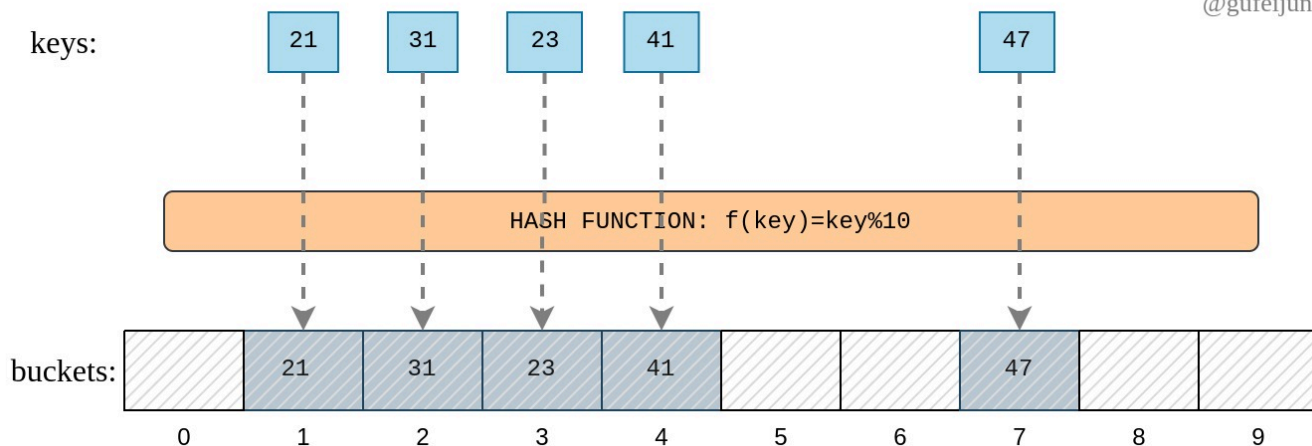 @gufeijun
keys: 21 31 23 41 47
HASH FUNCTION: f(key)=key%10
buckets: 21 31 23 41 47
0 1 2 3 4 5 6 7 8 9